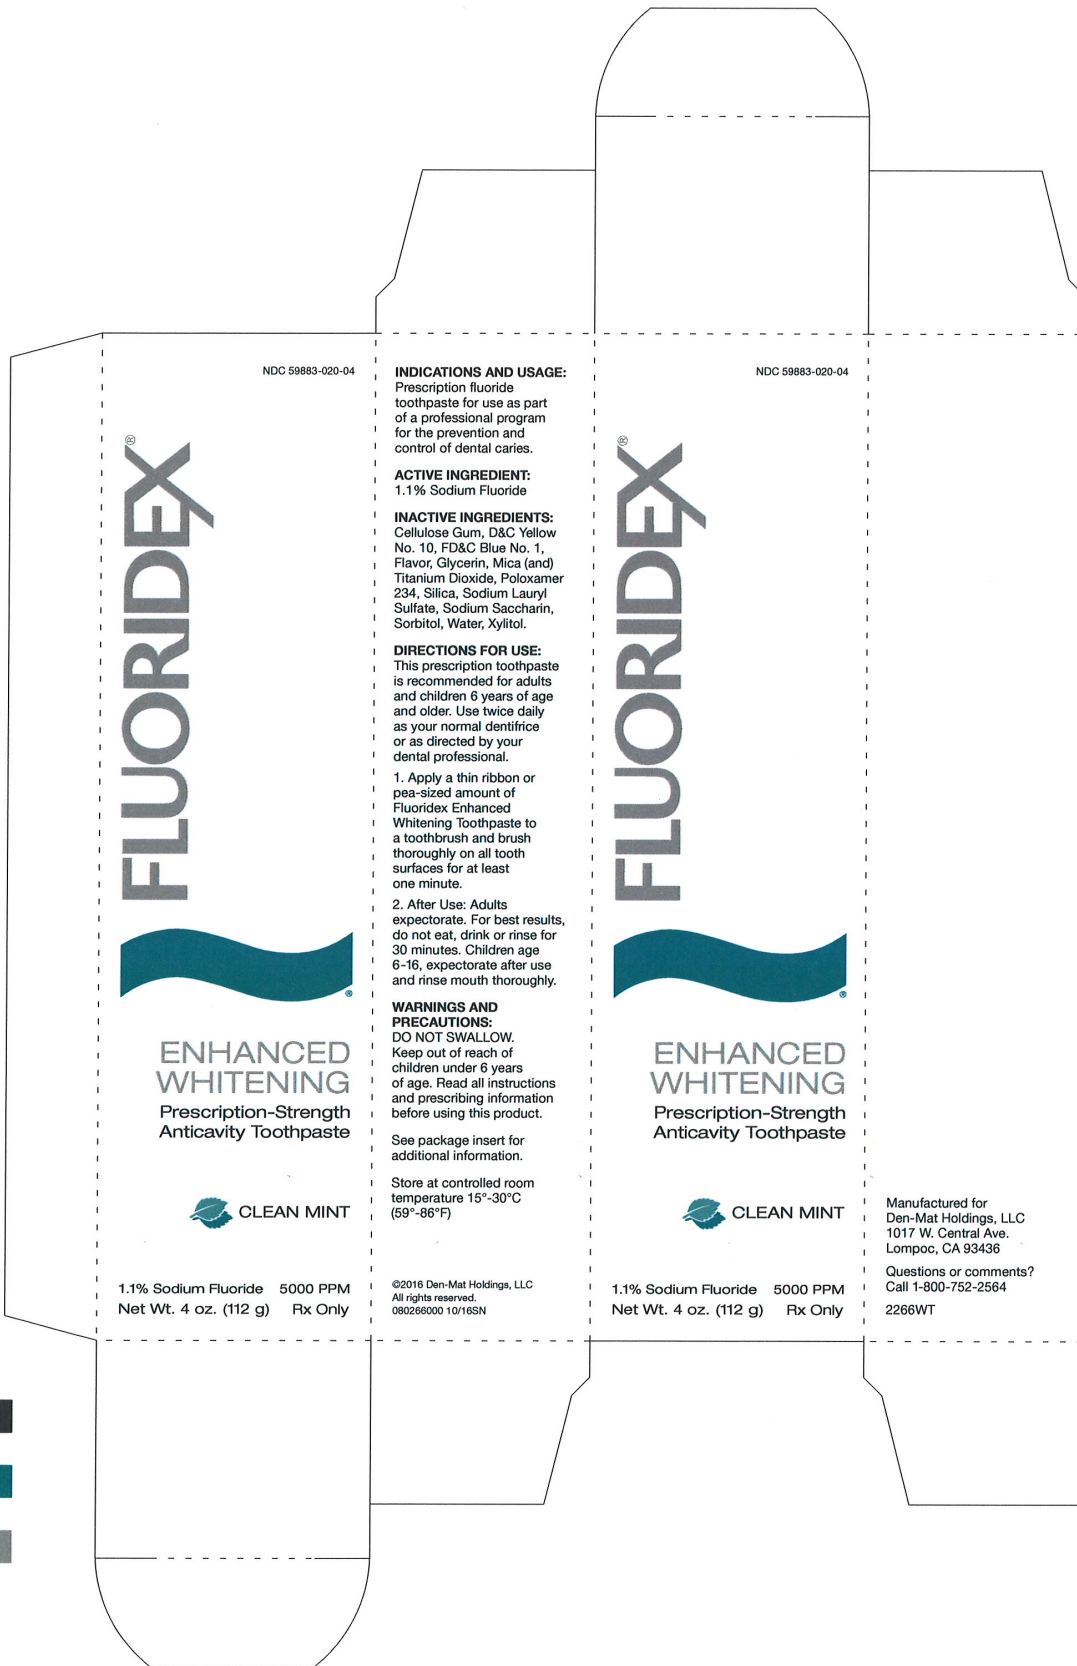 NDC 59883-020-04
FLUORIDEX®
®
ENHANCED
WHITENING
Prescription-Strength
Anticavity Toothpaste
CLEAN MINT
1.1% Sodium Fluoride 5000 PPM
Net Wt. 4 oz. (112 g) Rx Only
INDICATIONS AND USAGE:
Prescription fluoride
toothpaste for use as part
of a professional program
for the prevention and
control of dental caries.
ACTIVE INGREDIENT:
1.1% Sodium Fluoride
INACTIVE INGREDIENTS:
Cellulose Gum, D&C Yellow
No. 10, FD&C Blue No. 1,
Flavor, Glycerin, Mica (and)
Titanium Dioxide, Poloxamer
234, Silica, Sodium Lauryl
Sulfate, Sodium Saccharin,
Sorbitol, Water, Xylitol.
DIRECTIONS FOR USE:
This prescription toothpaste
is recommended for adults
and children 6 years of age
and older. Use twice daily
as your normal dentifrice
or as directed by your
dental professional.
1. Apply a thin ribbon or
pea-sized amount of
Fluoridex Enhanced
Whitening Toothpaste to
a toothbrush and brush
thoroughly on all tooth
surfaces for at least
one minute.
2. After Use: Adults
expectorate. For best results,
do not eat, drink or rinse for
30 minutes. Children age
6-16, expectorate after use
and rinse mouth thoroughly.
WARNINGS AND
PRECAUTIONS:
DO NOT SWALLOW.
Keep out of reach of
children under 6 years
of age. Read all instructions
and prescribing information
before using this product.
See package insert for
additional information.
Store at controlled room
temperature 15°-30°C
(59°-86°F)
©2016 Den-Mat Holdings, LLC
All rights reserved.
080266000 10/16SN
NDC 59883-020-04
FLUORIDEX®
®
ENHANCED
WHITENING
Prescription-Strength
Anticavity Toothpaste
CLEAN MINT
1.1% Sodium Fluoride 5000 PPM
Net Wt. 4 oz. (112 g) Rx Only
Manufactured for
Den-Mat Holdings, LLC
1017 W. Central Ave.
Lompoc, CA 93436
Questions or comments?
Call 1-800-752-2564
2266WT